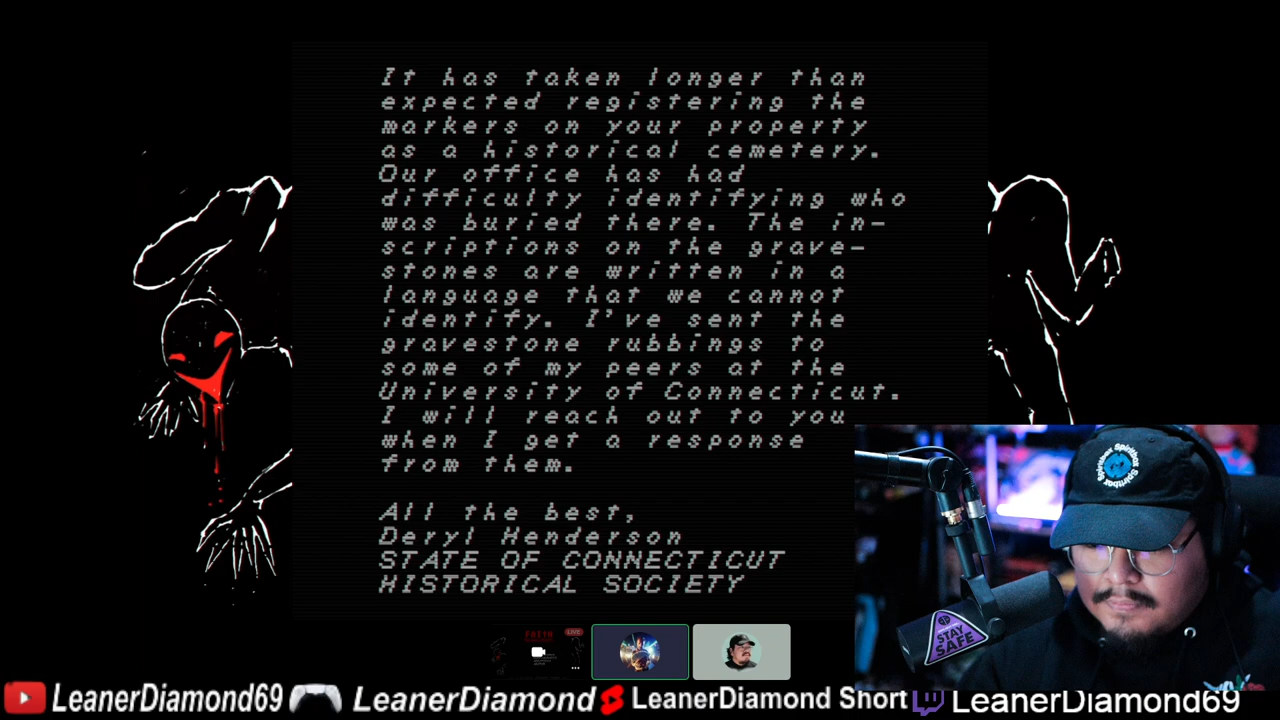 It has taken longer than
expected registering the
markers on your property
as a historical cemetery.
Our office has had
difficulty identifying who
was buried there. The in-
scriptions on the grave-
stones are written in a
language that we cannot
identify. I've sent the
gravestone rubbings to
some of my peers at the
University of Connecticut.
I will reach out to you
when I get a response
from them.
All the best,
Deryl Henderson
STATE OF CONNECTICUT
HISTORICAL SOCIETY
Spiritbox Spiritbox
STAY
SAFE
FAITH
LIVE
LeanerDiamond69 LeanerDiamond LeanerDiamond Short LeanerDiamond69